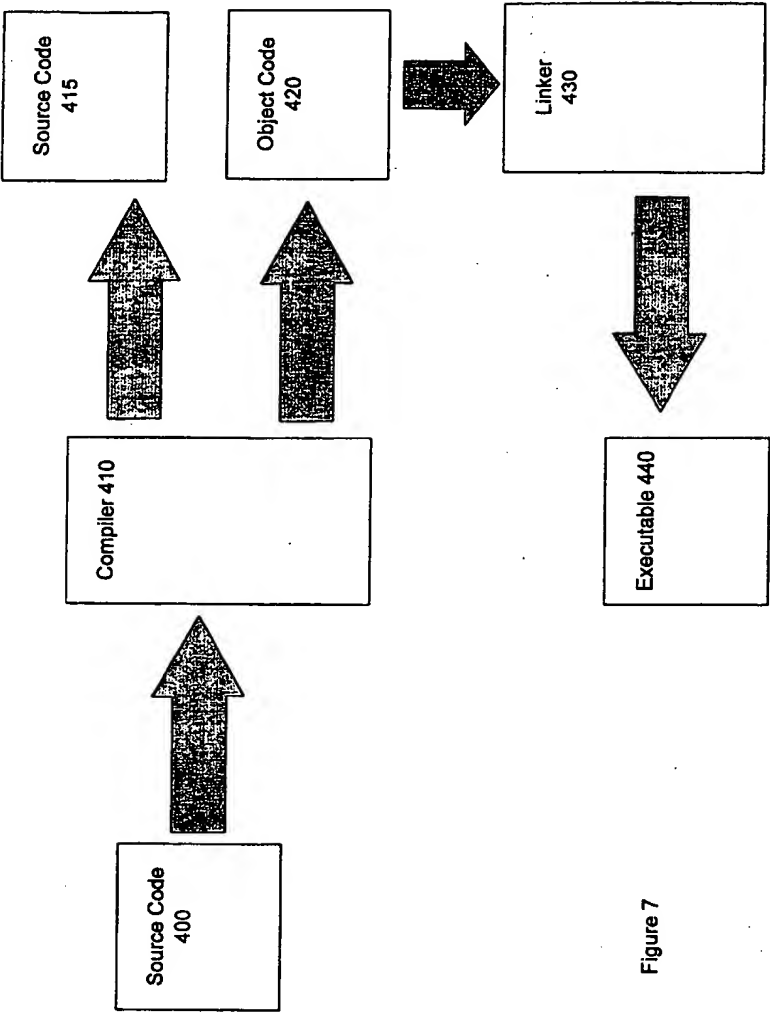 Source Code
400
Compiler 410
Source Code
415
Object Code
420
Linker
430
Executable 440
Figure 7